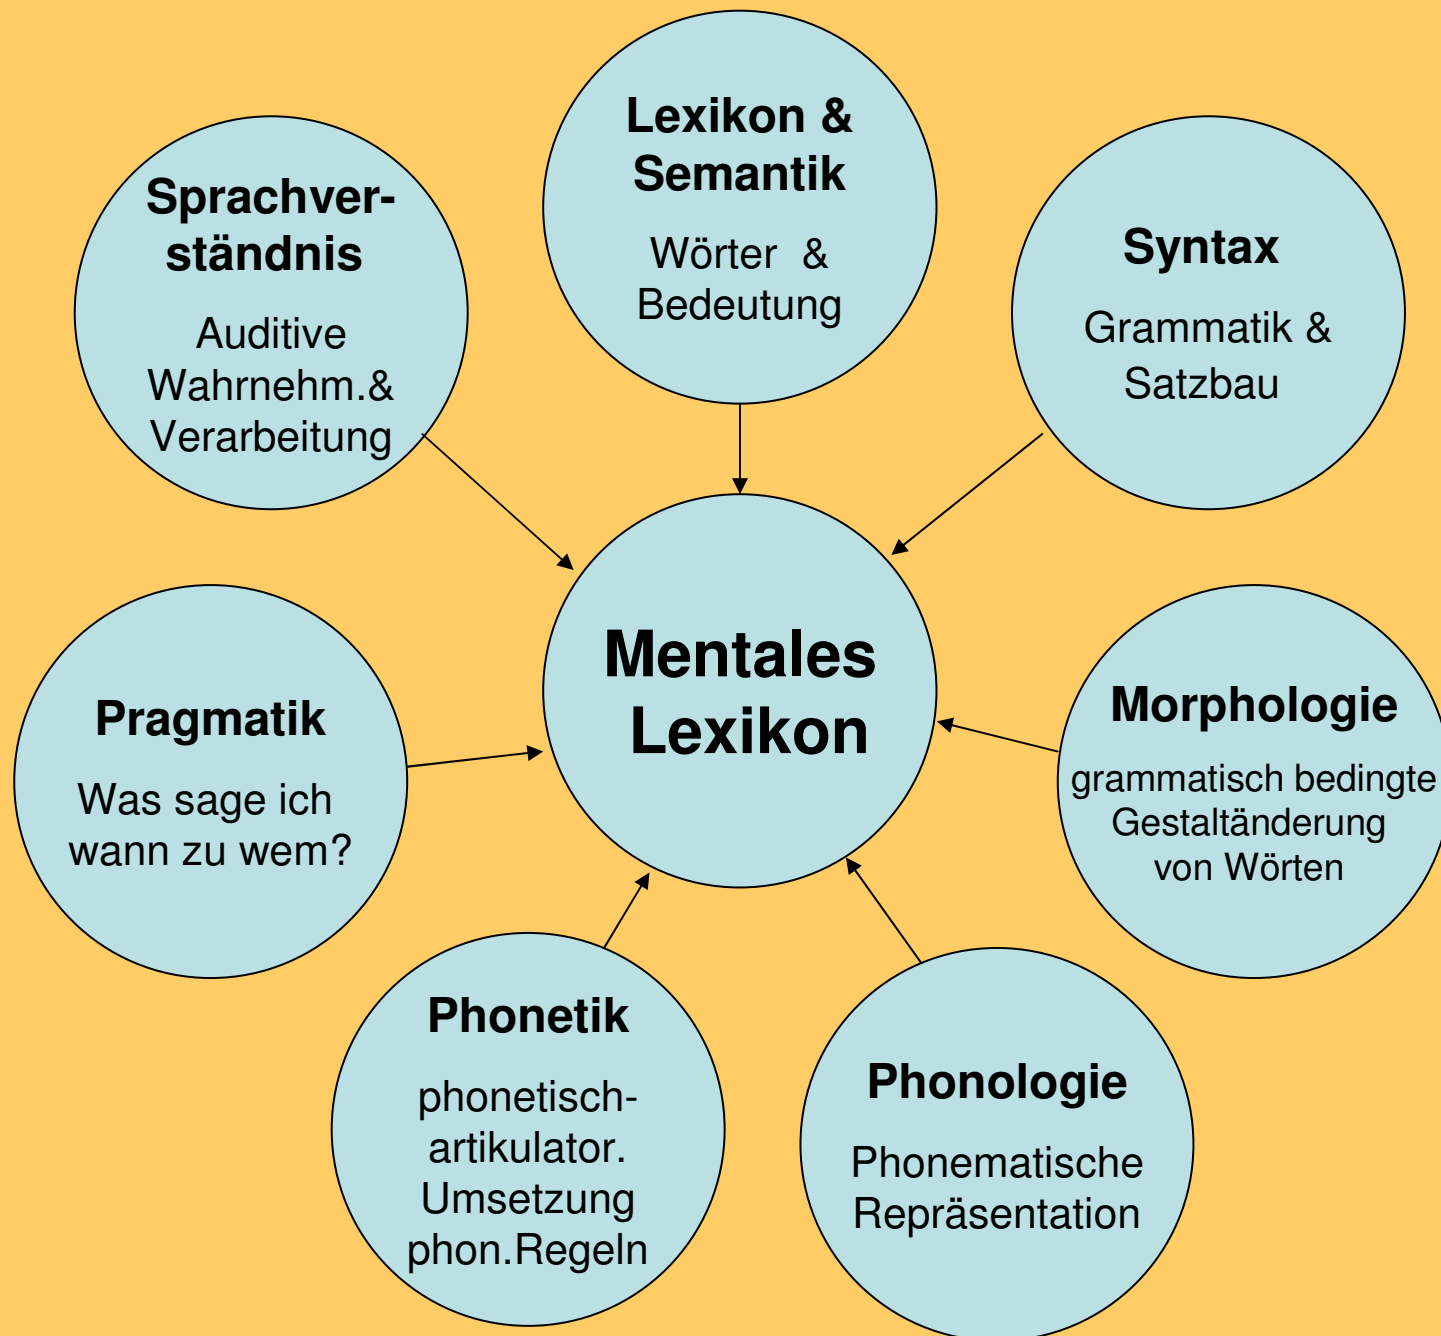 Lexikon &
Semantik
Wörter &
Bedeutung
Sprachver-
ständnis
Auditive
Wahrnehm.&
Verarbeitung
Syntax
Grammatik &
Satzbau
Mentales
Lexikon
Pragmatik
Was sage ich
wann zu wem?
Morphologie
grammatisch bedingte
Gestaltänderung
von Wörten
Phonetik
phonetisch-
artikulator.
Umsetzung
phon.Regeln
Phonologie
Phonematische
Repräsentation